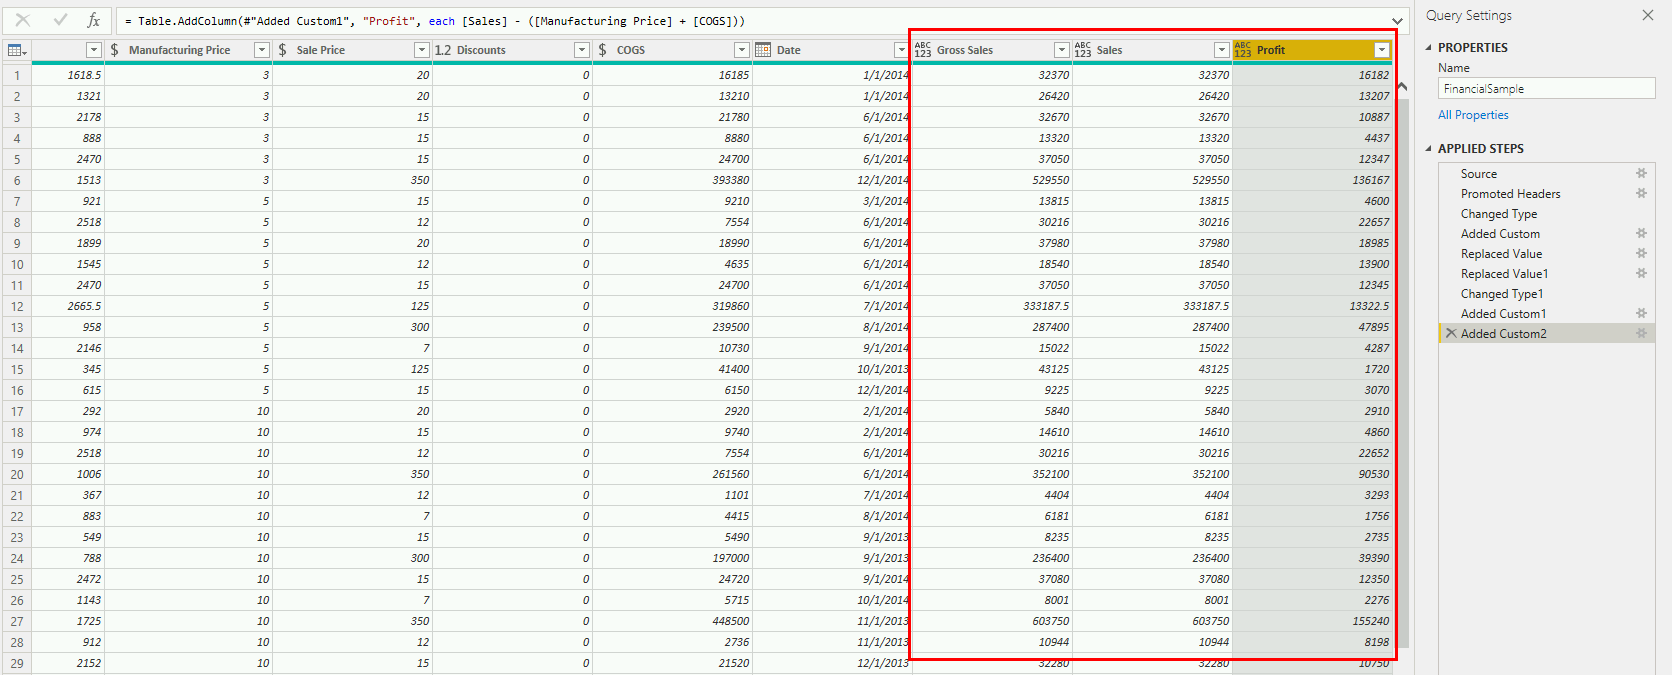 fx = Table.AddColumn(#"Added Custom1", "Profit", each [Sales] - ([Manufacturing Price] + [COGS]))
$ Manufacturing Price $ Sale Price 1.2 Discounts $ COGS Date ABC 123 Gross Sales ABC 123 Sales ABC 123 Profit
1 1618.5 3 20 0 16185 1/1/2014 32370 32370 16182
2 1321 3 20 0 13210 1/1/2014 26420 26420 13207
3 2178 3 15 0 21780 6/1/2014 32670 32670 10887
4 888 3 15 0 8880 6/1/2014 13320 13320 4437
5 2470 3 15 0 24700 6/1/2014 37050 37050 12347
6 1513 3 350 0 393380 12/1/2014 529550 529550 136167
7 921 5 15 0 9210 3/1/2014 13815 13815 4600
8 2518 5 12 0 7554 6/1/2014 30216 30216 22657
9 1899 5 20 0 18990 6/1/2014 37980 37980 18985
10 1545 5 12 0 4635 6/1/2014 18540 18540 13900
11 2470 5 15 0 24700 6/1/2014 37050 37050 12345
12 2665.5 5 125 0 319860 7/1/2014 333187.5 333187.5 13322.5
13 958 5 300 0 239500 8/1/2014 287400 287400 47895
14 2146 5 7 0 10730 9/1/2014 15022 15022 4287
15 345 5 125 0 41400 10/1/2013 43125 43125 1720
16 615 5 15 0 6150 12/1/2014 9225 9225 3070
17 292 10 20 0 2920 2/1/2014 5840 5840 2910
18 974 10 15 0 9740 2/1/2014 14610 14610 4860
19 2518 10 12 0 7554 6/1/2014 30216 30216 22652
20 1006 10 350 0 261560 6/1/2014 352100 352100 90530
21 367 10 12 0 1101 7/1/2014 4404 4404 3293
22 883 10 7 0 4415 8/1/2014 6181 6181 1756
23 549 10 15 0 5490 9/1/2013 8235 8235 2735
24 788 10 300 0 197000 9/1/2013 236400 236400 39390
25 2472 10 15 0 24720 9/1/2014 37080 37080 12350
26 1143 10 7 0 5715 10/1/2014 8001 8001 2276
27 1725 10 350 0 448500 11/1/2013 603750 603750 155240
28 912 10 12 0 2736 11/1/2013 10944 10944 8198
29 2152 10 15 0 21520 12/1/2013 32280 32280 10750
Query Settings
PROPERTIES
Name
FinancialSample
All Properties
APPLIED STEPS
Source
Promoted Headers
Changed Type
Added Custom
Replaced Value
Replaced Value1
Changed Type1
Added Custom1
Added Custom2